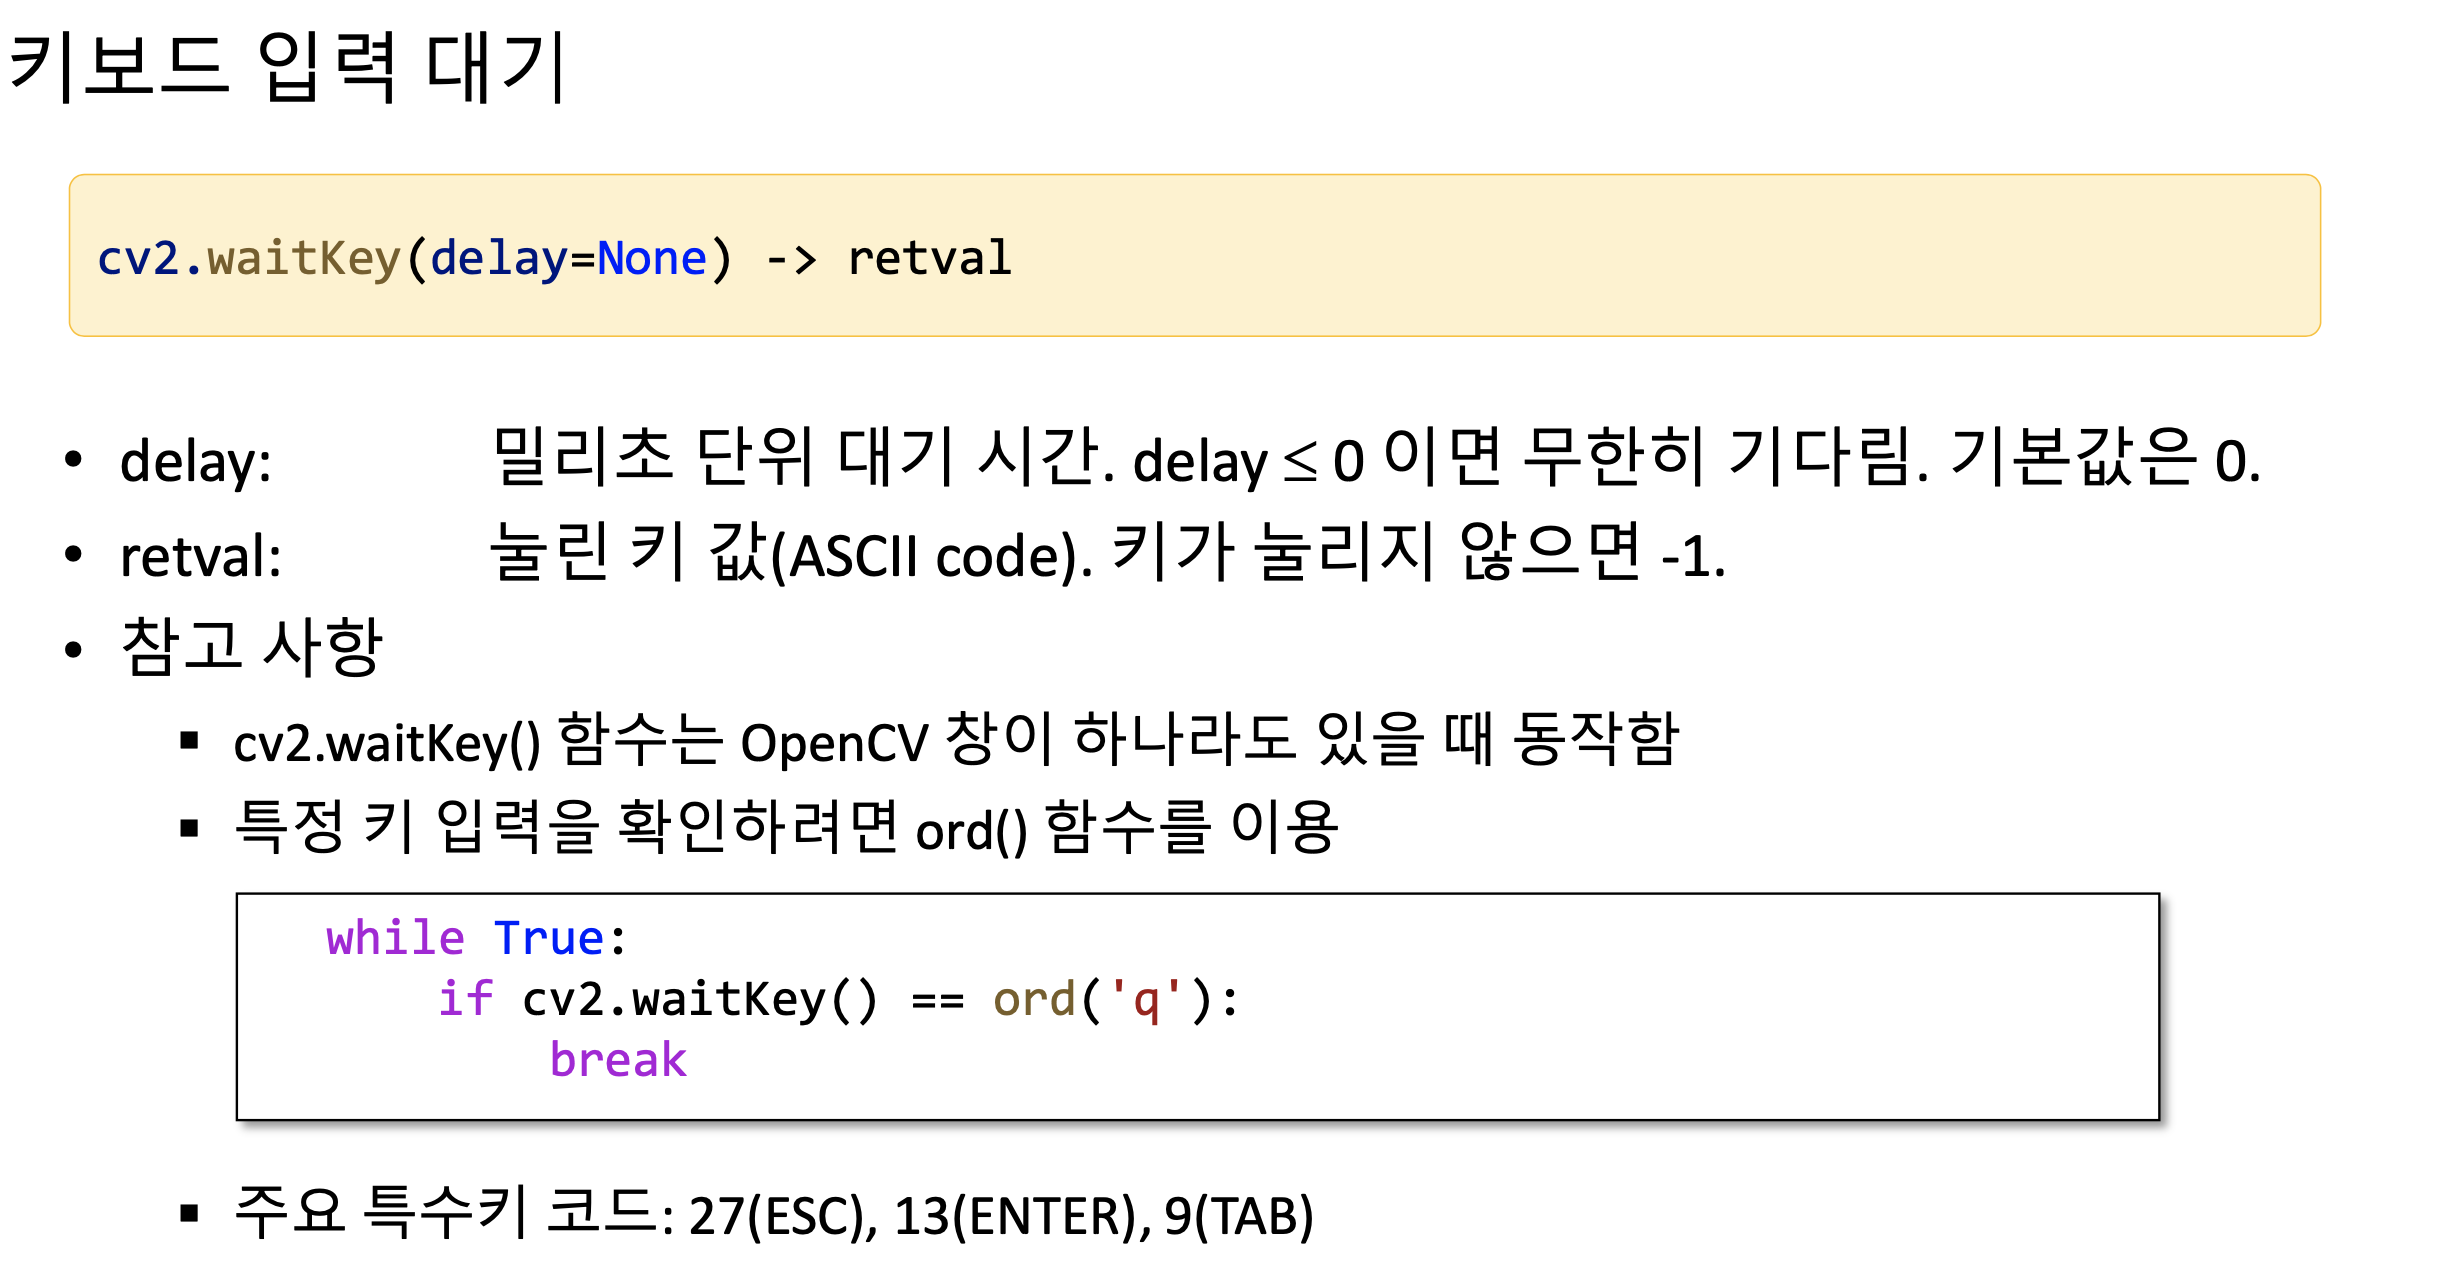 키보드 입력 대기
cv2.waitKey(delay=None) -> retval
• delay: 밀리초 단위 대기 시간. delay ≤ 0 이면 무한히 기다림. 기본값은 0.
• retval: 눌린 키 값(ASCII code). 키가 눌리지 않으면 -1.
• 참고 사항
▪ cv2.waitKey() 함수는 OpenCV 창이 하나라도 있을 때 동작함
▪ 특정 키 입력을 확인하려면 ord() 함수를 이용
while True:
    if cv2.waitKey() == ord('q'):
        break
▪ 주요 특수키 코드: 27(ESC), 13(ENTER), 9(TAB)